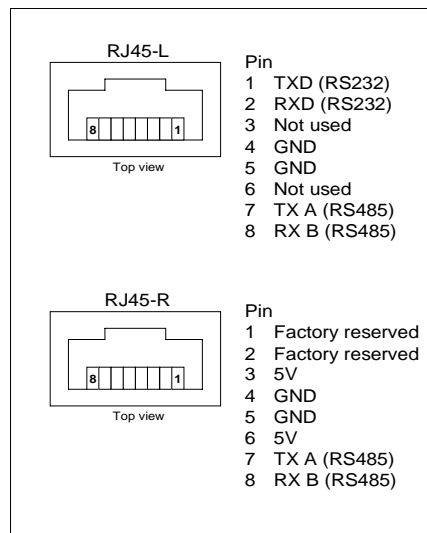 RJ45-L
8 1
Top view
Pin
1 TXD (RS232)
2 RXD (RS232)
3 Not used
4 GND
5 GND
6 Not used
7 TX A (RS485)
8 RX B (RS485)
RJ45-R
8 1
Top view
Pin
1 Factory reserved
2 Factory reserved
3 5V
4 GND
5 GND
6 5V
7 TX A (RS485)
8 RX B (RS485)